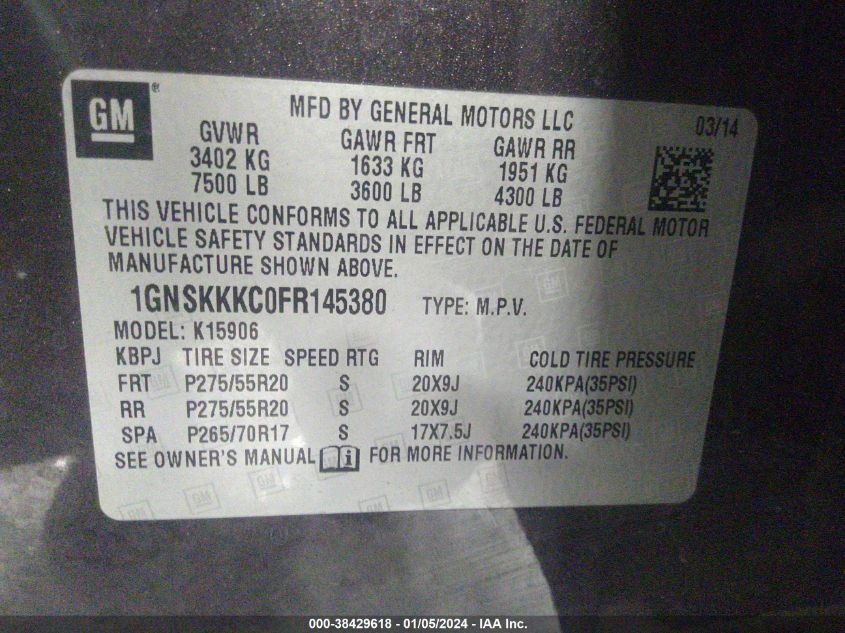 GM ®
MFD BY GENERAL MOTORS LLC 03/14
GVWR GAWR FRT GAWR RR
3402 KG 1633 KG 1951 KG
7500 LB 3600 LB 4300 LB
THIS VEHICLE CONFORMS TO ALL APPLICABLE U.S. FEDERAL MOTOR
VEHICLE SAFETY STANDARDS IN EFFECT ON THE DATE OF
MANUFACTURE SHOWN ABOVE.
1GNSKKKC0FR145380 TYPE: M.P.V.
MODEL: K15906
KBPJ TIRE SIZE SPEED RTG RIM COLD TIRE PRESSURE
FRT P275/55R20 S 20X9J 240KPA(35PSI)
RR P275/55R20 S 20X9J 240KPA(35PSI)
SPA P265/70R17 S 17X7.5J 240KPA(35PSI)
SEE OWNER'S MANUAL i FOR MORE INFORMATION.
000-38429618 - 01/05/2024 - IAA Inc.